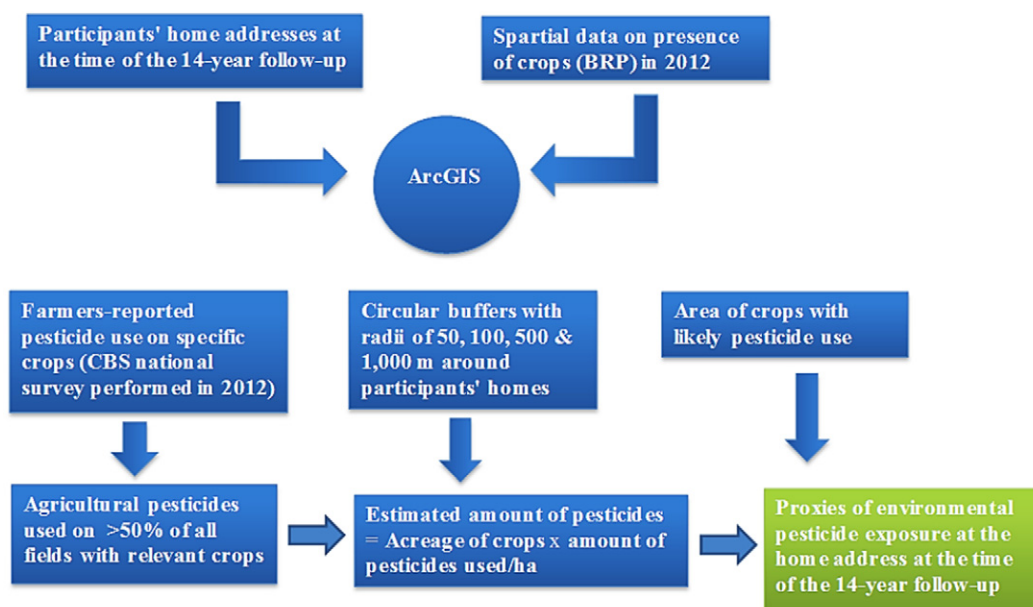 Participants' home addresses at
the time of the 14-year follow-up
Spartial data on presence
of crops (BRP) in 2012
ArcGIS
Farmers-reported
pesticide use on specific
crops (CBS national
survey performed in 2012)
Circular buffers with
radii of 50, 100, 500 &
1,000 m around
participants' homes
Area of crops with
likely pesticide use
Agricultural pesticides
used on >50% of all
fields with relevant crops
Estimated amount of pesticides
= Acreage of crops x amount of
pesticides used/ha
Proxies of environmental
pesticide exposure at the
home address at the time
of the 14-year follow-up